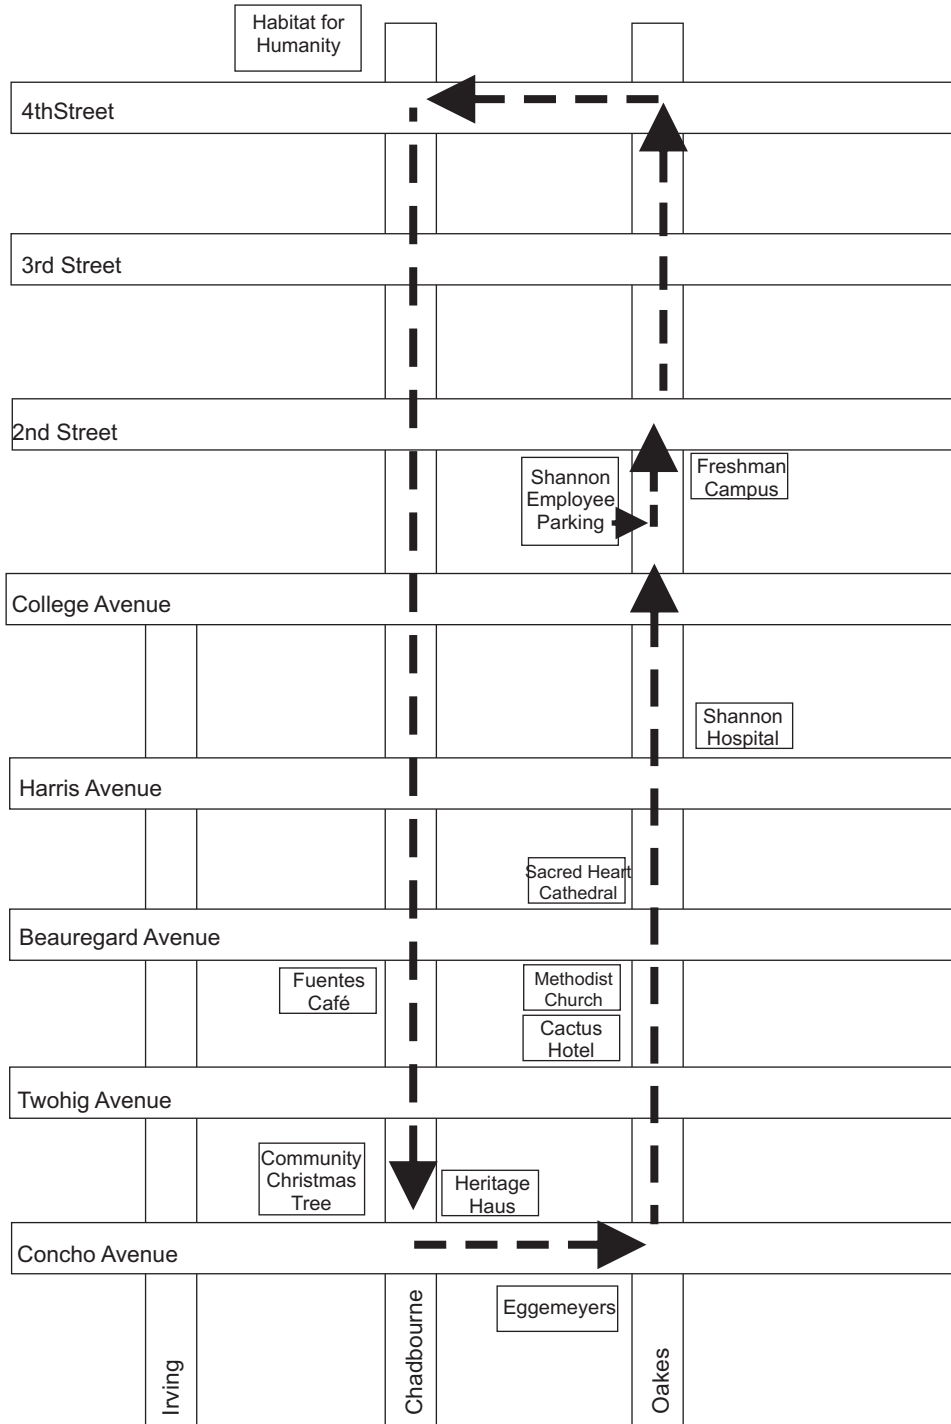 Habitat for
Humanity
4thStreet
3rd Street
2nd Street
Shannon
Employee
Parking
Freshman
Campus
College Avenue
Shannon
Hospital
Harris Avenue
Sacred Heart
Cathedral
Beauregard Avenue
Fuentes
Café
Methodist
Church
Cactus
Hotel
Twohig Avenue
Community
Christmas
Tree
Heritage
Haus
Concho Avenue
Eggemeyers
Irving
Chadbourne
Oakes